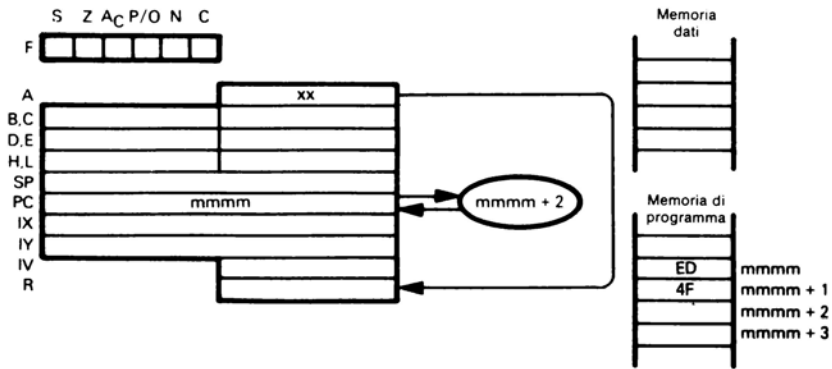 S Z AC P/O N C
F
A xx
B,C
D,E
H,L
SP
PC mmmm mmmm + 2
IX
IY
IV
R
Memoria
dati
Memoria di
programma
ED mmmm
4F mmmm + 1
mmmm + 2
mmmm + 3